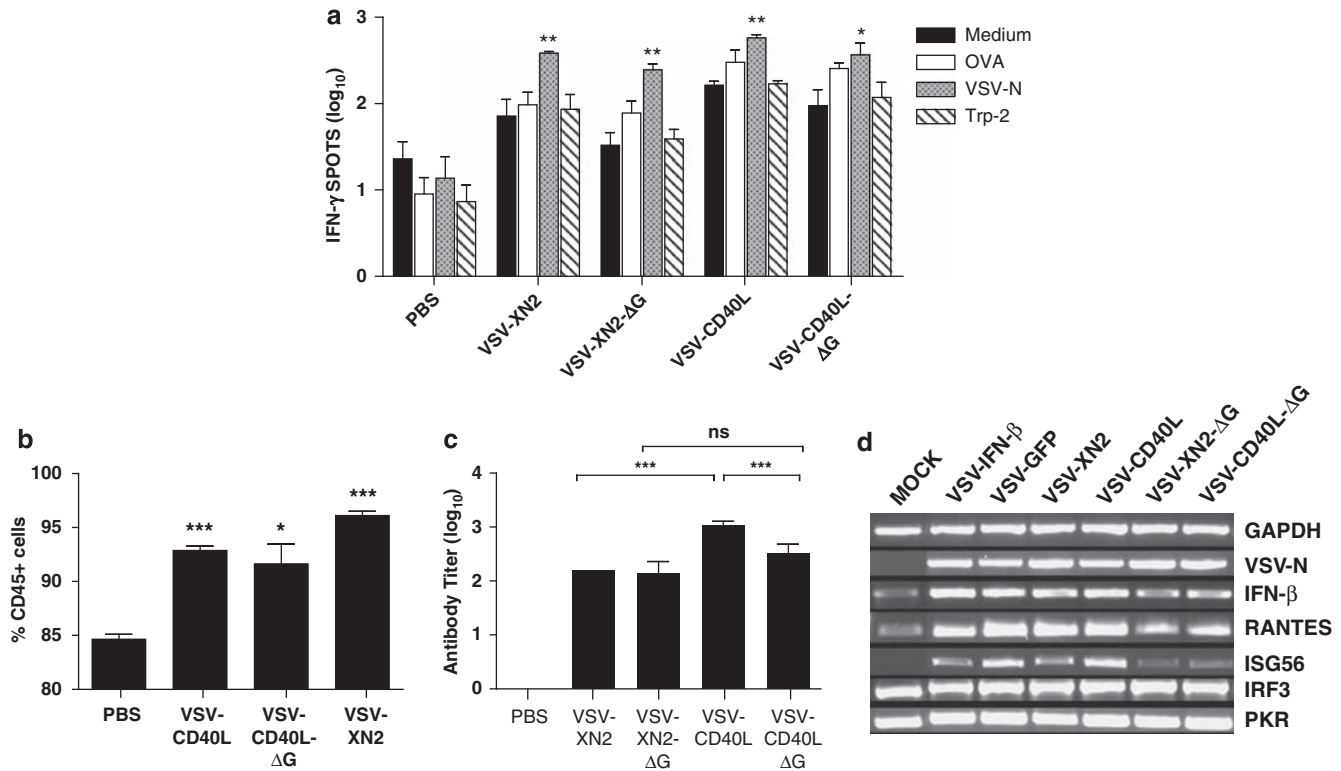 a
3
2
1
0
IFN-γ SPOTS (log10)
** ** ** *
Medium
OVA
VSV-N
Trp-2
PBS
VSV-XN2
VSV-XN2-ΔG
VSV-CD40L
VSV-CD40L-
ΔG
b
100
95
90
85
80
% CD45+ cells
*** * ***
PBS
VSV-
CD40L
VSV-
CD40L-
ΔG
VSV-
XN2
c
ns
*** ***
4
3
2
1
0
Antibody Titer (log10)
PBS
VSV-
XN2
VSV-
XN2-
ΔG
VSV-
CD40L
VSV-
CD40L
ΔG
d
MOCK
VSV-IFN-β
VSV-GFP
VSV-XN2
VSV-CD40L
VSV-XN2-ΔG
VSV-CD40L-ΔG
GAPDH
VSV-N
IFN-β
RANTES
ISG56
IRF3
PKR